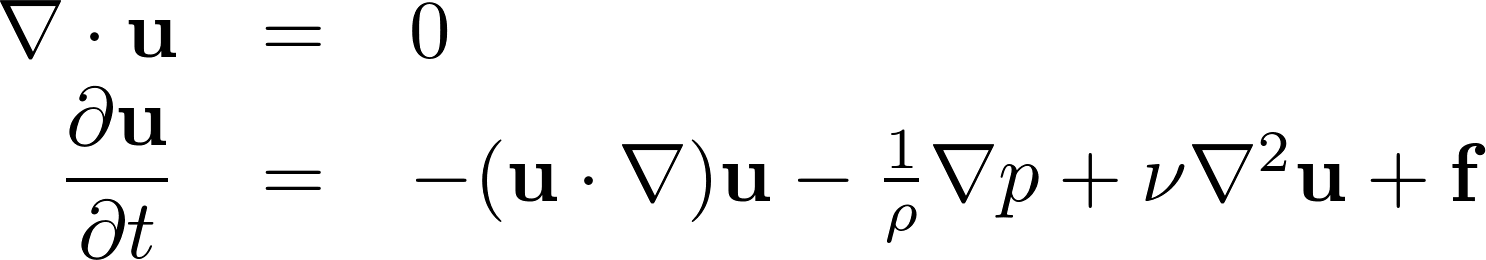 ∇ · 𝐮 = 0
∂𝐮/∂t = −(𝐮 · ∇)𝐮 − 1/ρ ∇p + ν∇²𝐮 + 𝐟